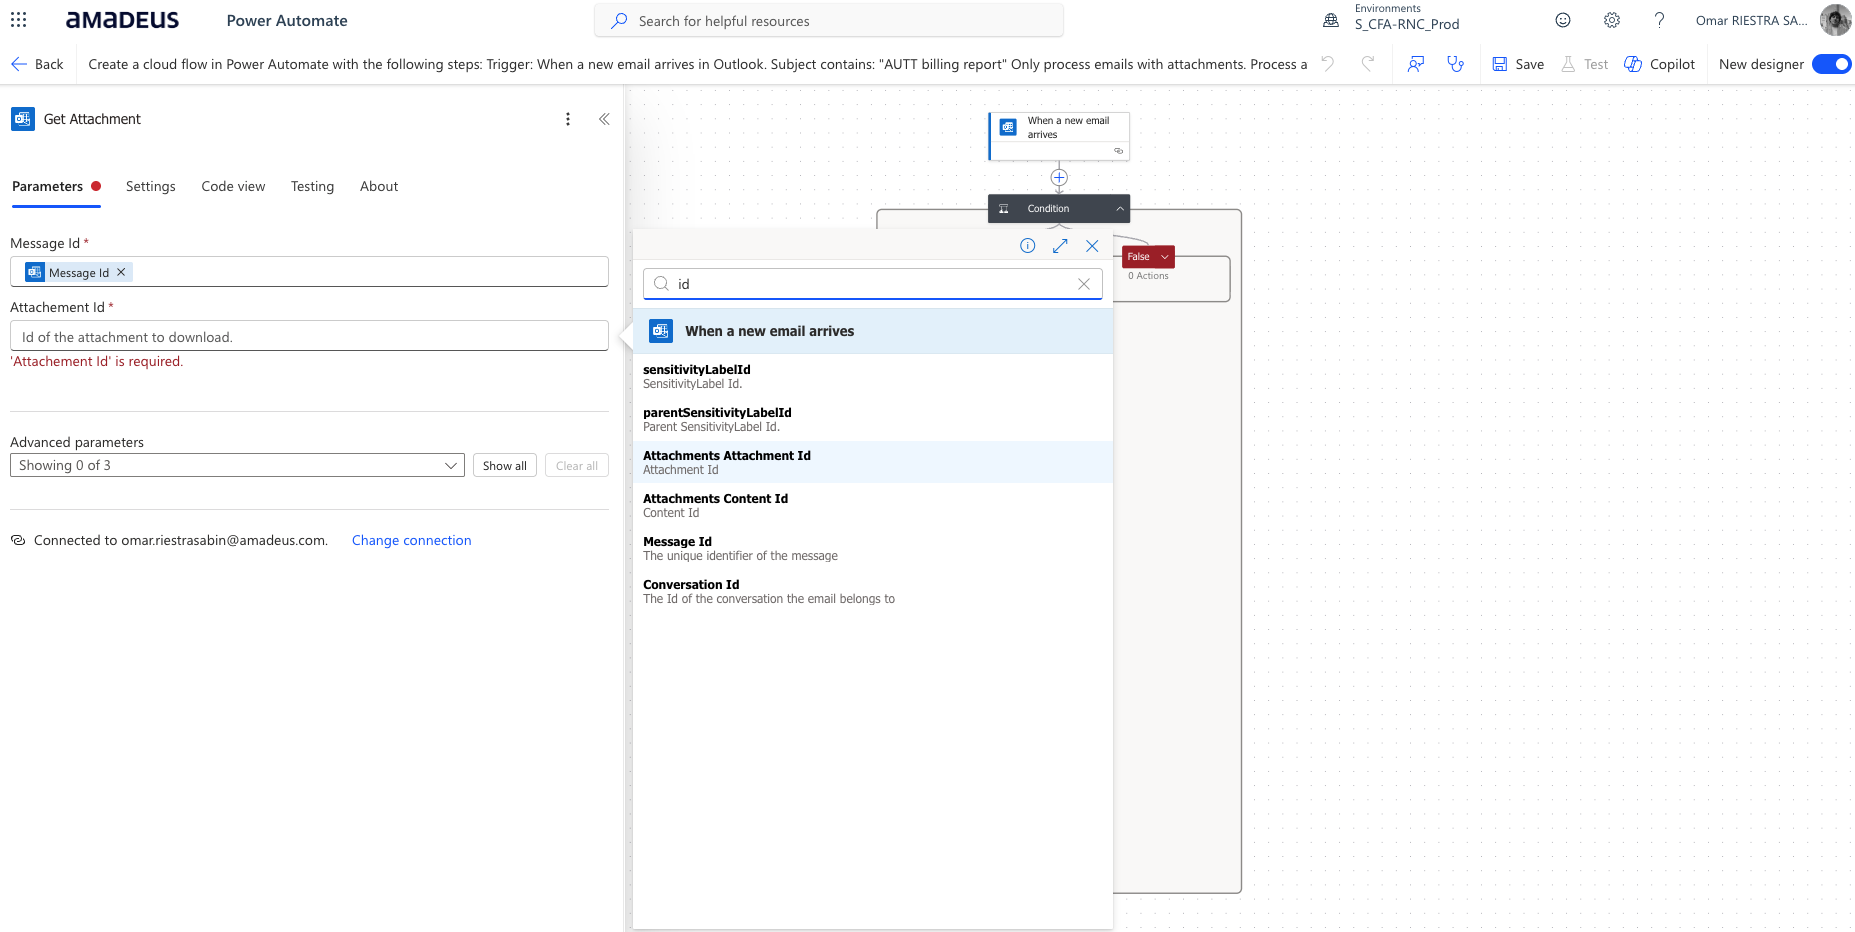 amadeus
Power Automate
Search for helpful resources
Environments
S_CFA-RNC_Prod
Omar RIESTRA SA...
Back
Create a cloud flow in Power Automate with the following steps: Trigger: When a new email arrives in Outlook. Subject contains: "AUTT billing report" Only process emails with attachments. Process a
Save
Test
Copilot
New designer
Get Attachment
Parameters
Settings
Code view
Testing
About
Message Id *
Message Id
Attachement Id *
Id of the attachment to download.
'Attachement Id' is required.
Advanced parameters
Showing 0 of 3
Show all
Clear all
Connected to omar.riestrasabin@amadeus.com.
Change connection
When a new email
arrives
Condition
False
0 Actions
id
When a new email arrives
sensitivityLabelId
SensitivityLabel Id.
parentSensitivityLabelId
Parent SensitivityLabel Id.
Attachments Attachment Id
Attachment Id
Attachments Content Id
Content Id
Message Id
The unique identifier of the message
Conversation Id
The Id of the conversation the email belongs to